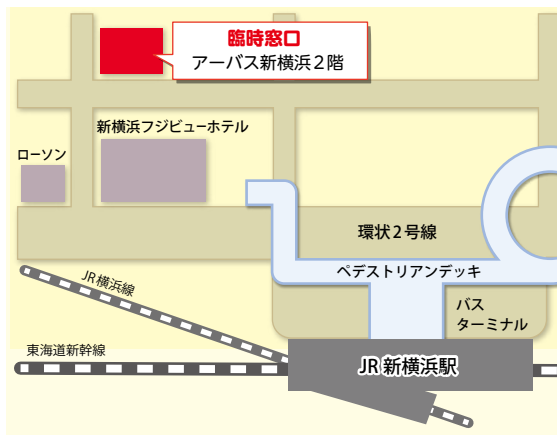 臨時窓口
アーバス新横浜２階
新横浜フジビューホテル
ローソン
環状２号線
ペデストリアンデッキ
JR横浜線
バス
ターミナル
東海道新幹線
JR 新横浜駅